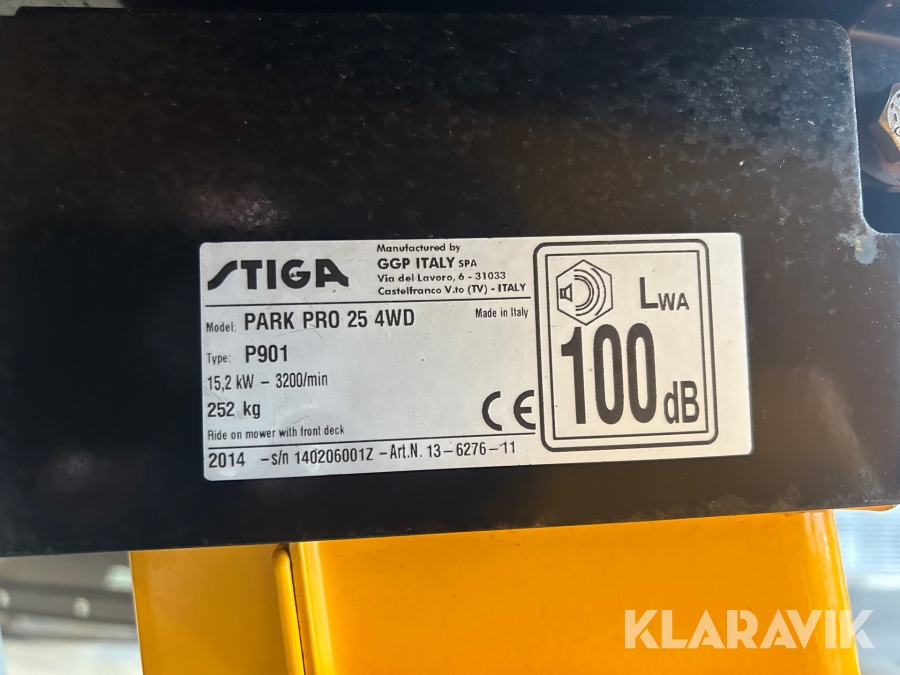 STIGA
Manufactured by
GGP ITALY SPA
Via del Lavoro, 6 - 31033
Castelfranco V.to (TV) - ITALY
Model: PARK PRO 25 4WD
Made in Italy
Type: P901
15,2 kW - 3200/min
252 kg
CE
Ride on mower with front deck
2014 -s/n 140206001Z -Art.N. 13-6276-11
LWA
100 dB
KLARAVIK